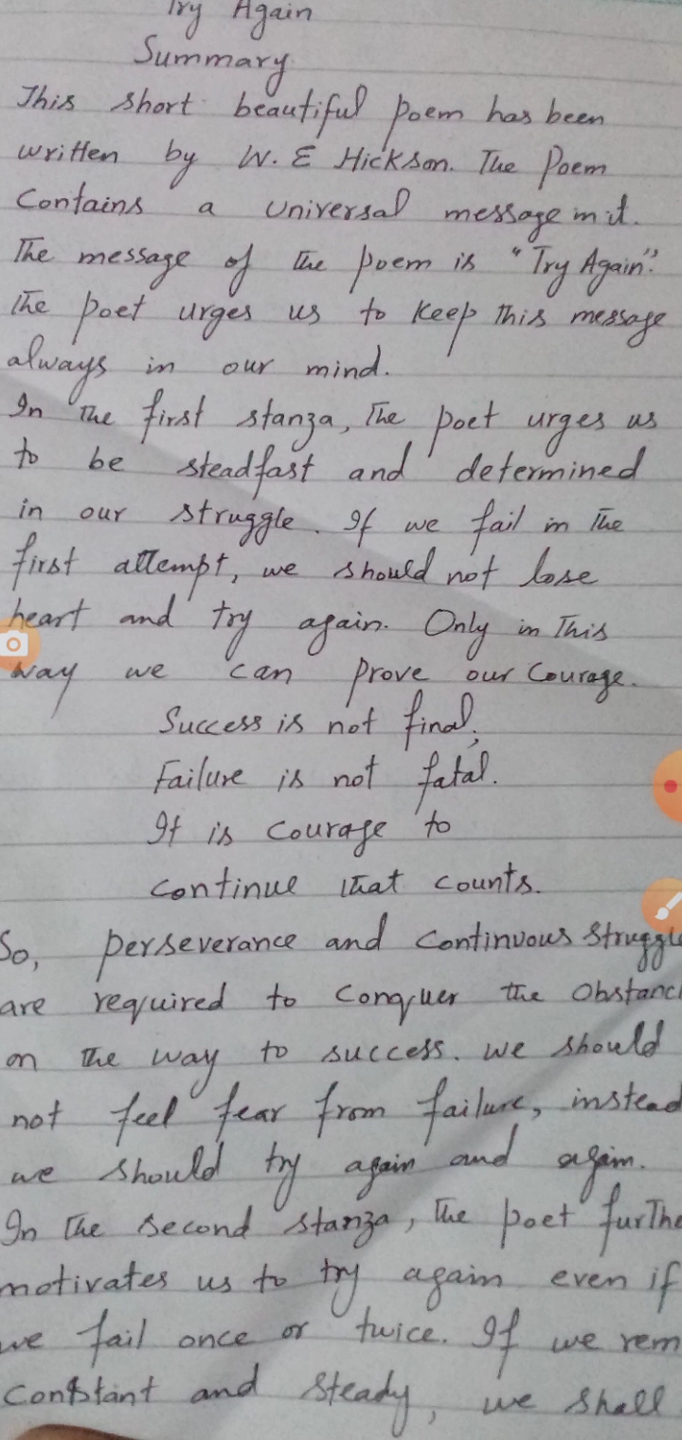 Try Again
Summary
This short beautiful poem has been
written by W. E Hickson. The Poem
Contains a Universal message in it.
The message of the poem is "Try Again".
The poet urges us to keep this message
always in our mind.
In the first stanza, The poet urges us
to be steadfast and determined
in our struggle. If we fail in the
first attempt, we should not lose
heart and try again. Only in This
way we can prove our Courage.
Success is not final,
Failure is not fatal.
It is courage to
continue that counts.
So, perseverance and continuous struggle
are required to conquer the Obstanc
on the way to success. we should
not feel fear from failure, instead
we should try again and again.
In the second stanza, the poet furthe
motivates us to try again even if
we fail once or twice. If we rem
constant and steady, we shall